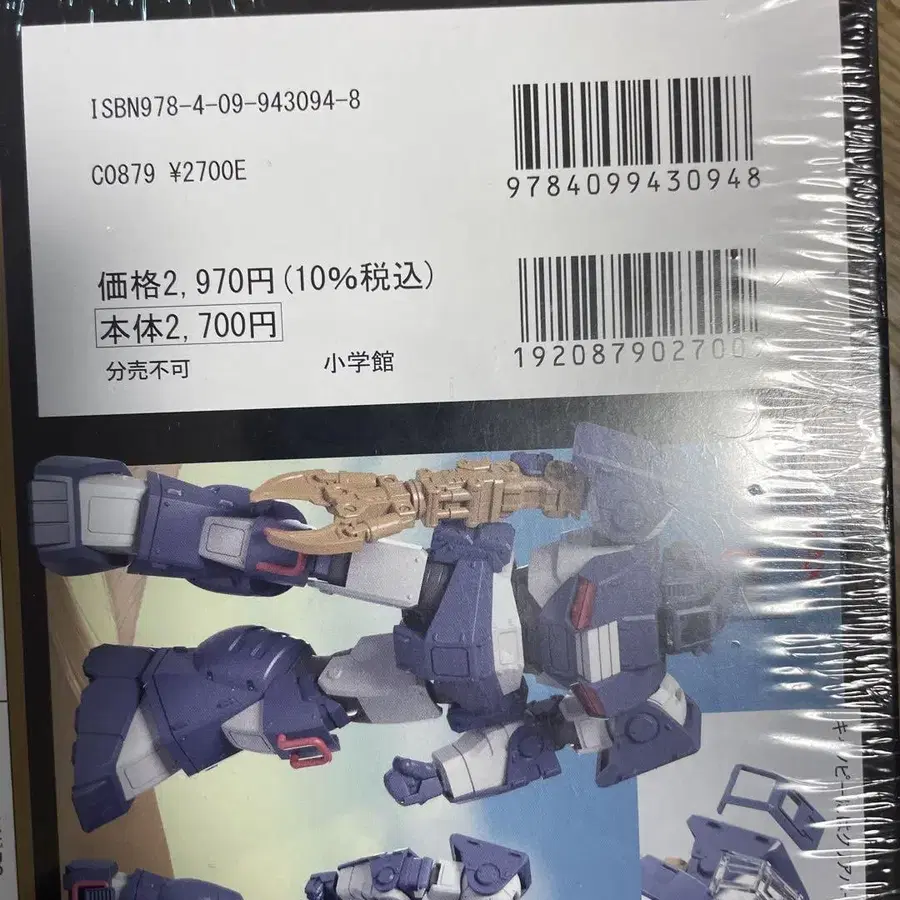 ISBN978-4-09-943094-8
9784099430948
C0879 ¥2700E
価格2,970円(10%税込)
本体2,700円
分売不可
小学館